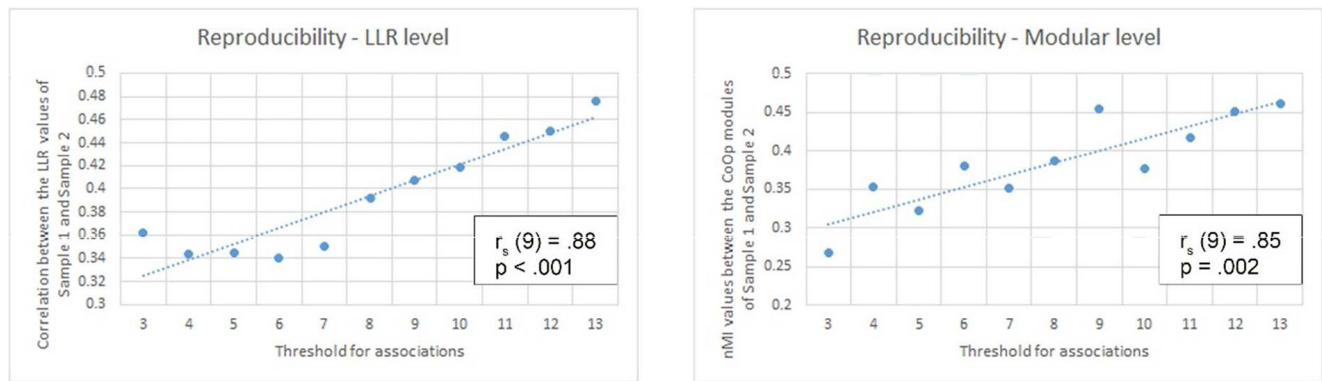 Reproducibility - LLR level
Correlation between the LLR values of
Sample 1 and Sample 2
0.5
0.48
0.46
0.44
0.42
0.4
0.38
0.36
0.34
0.32
0.3
3 4 5 6 7 8 9 10 11 12 13
Threshold for associations
r_s (9) = .88
p < .001
Reproducibility - Modular level
nMI values between the CoOp modules
of Sample 1 and Sample 2
0.5
0.45
0.4
0.35
0.3
0.25
0.2
3 4 5 6 7 8 9 10 11 12 13
Threshold for associations
r_s (9) = .85
p = .002